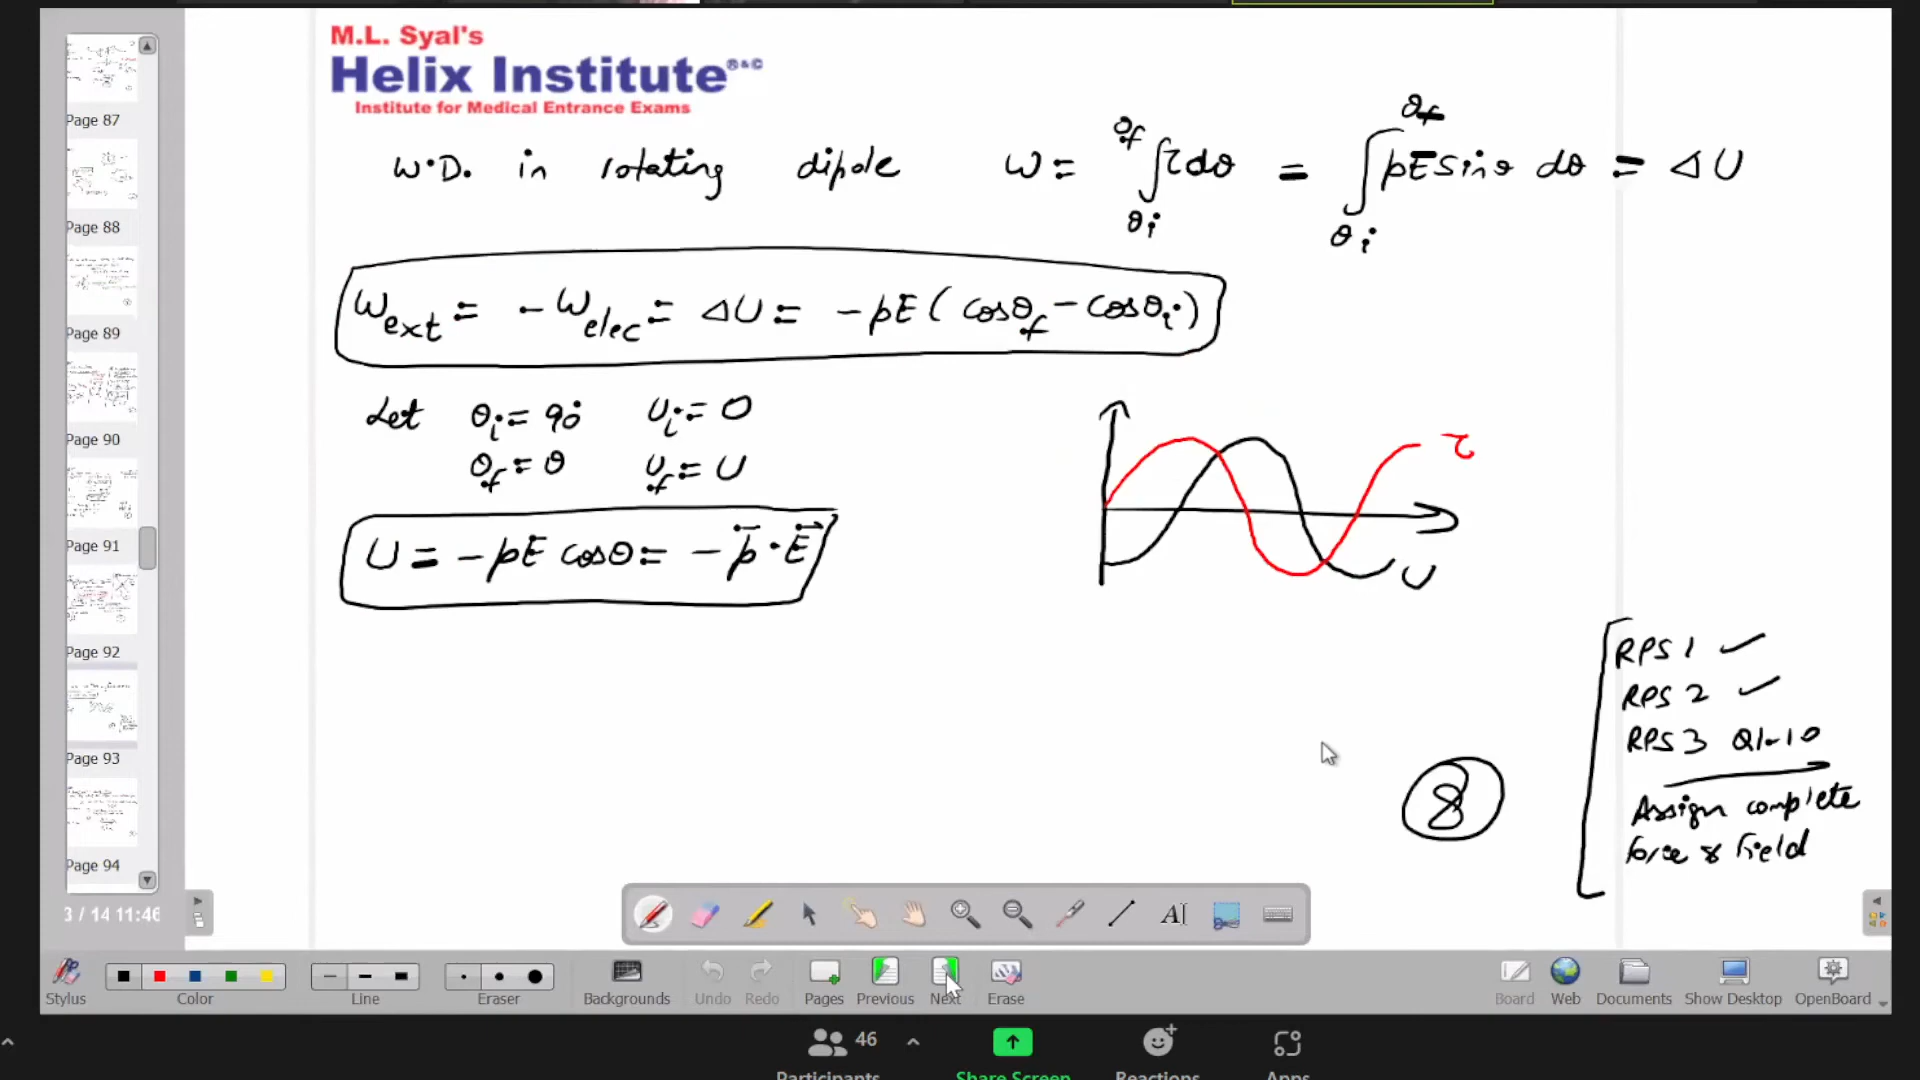 M.L. Syal's
Helix Institute®&©
Institute for Medical Entrance Exams
W.D. in rotating dipole W = ∫θiθf τdθ = ∫θiθf pE sinθ dθ = ΔU
Wext = -Welec = ΔU = -pE (cosθf - cosθi)
Let θi = 90° Ui = 0
θf = θ Uf = U
U = -pE cosθ = -p⃗·E⃗
τ
U
RPS 1 ✓
RPS 2 ✓
RPS 3 Q1-10
Assign complete
Force & Field
8
Page 87
Page 88
Page 89
Page 90
Page 91
Page 92
Page 93
Page 94
3 / 14 11:46
AI
Stylus
Color
Line
Eraser
Backgrounds
Undo
Redo
Pages
Previous
Next
Erase
Board
Web
Documents
Show Desktop
OpenBoard
46
Participants
Share Screen
Reactions
Apps